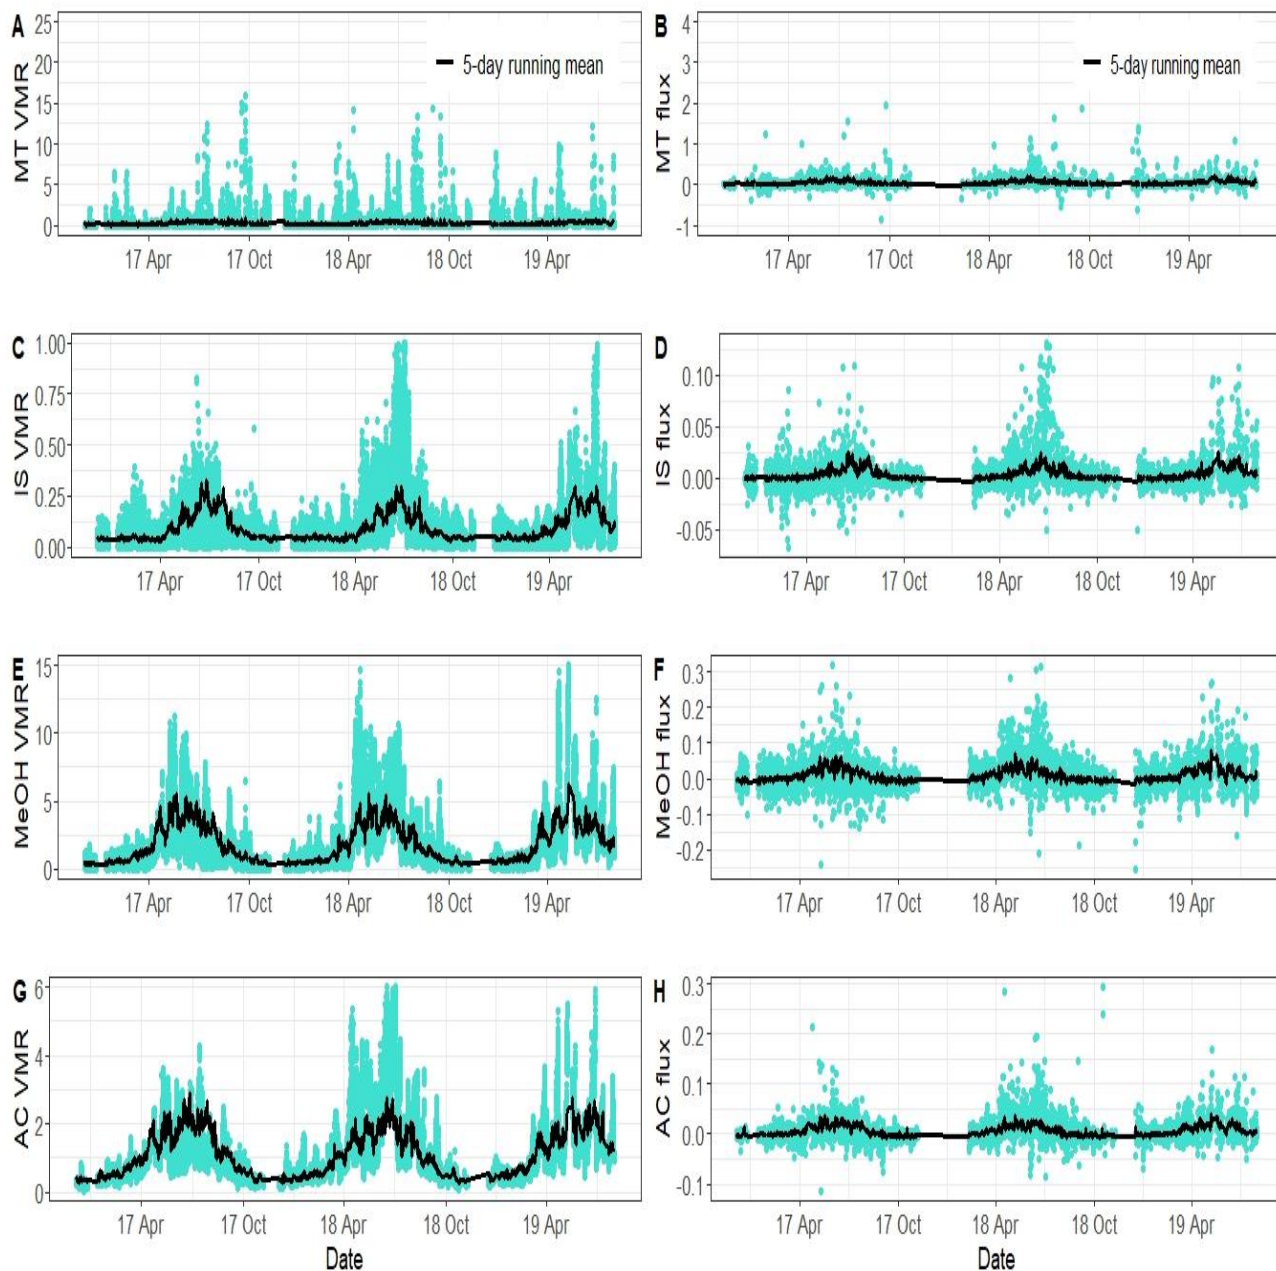 A
MT VMR
25
20
15
10
5
0
5-day running mean
17 Apr 17 Oct 18 Apr 18 Oct 19 Apr
B
MT flux
4
3
2
1
0
-1
5-day running mean
17 Apr 17 Oct 18 Apr 18 Oct 19 Apr
C
IS VMR
1.00
0.75
0.50
0.25
0.00
17 Apr 17 Oct 18 Apr 18 Oct 19 Apr
D
IS flux
0.10
0.05
0.00
-0.05
17 Apr 17 Oct 18 Apr 18 Oct 19 Apr
E
MeOH VMR
15
10
5
0
17 Apr 17 Oct 18 Apr 18 Oct 19 Apr
F
MeOH flux
0.3
0.2
0.1
0.0
-0.1
-0.2
17 Apr 17 Oct 18 Apr 18 Oct 19 Apr
G
AC VMR
6
4
2
0
17 Apr 17 Oct 18 Apr 18 Oct 19 Apr
Date
H
AC flux
0.3
0.2
0.1
0.0
-0.1
17 Apr 17 Oct 18 Apr 18 Oct 19 Apr
Date